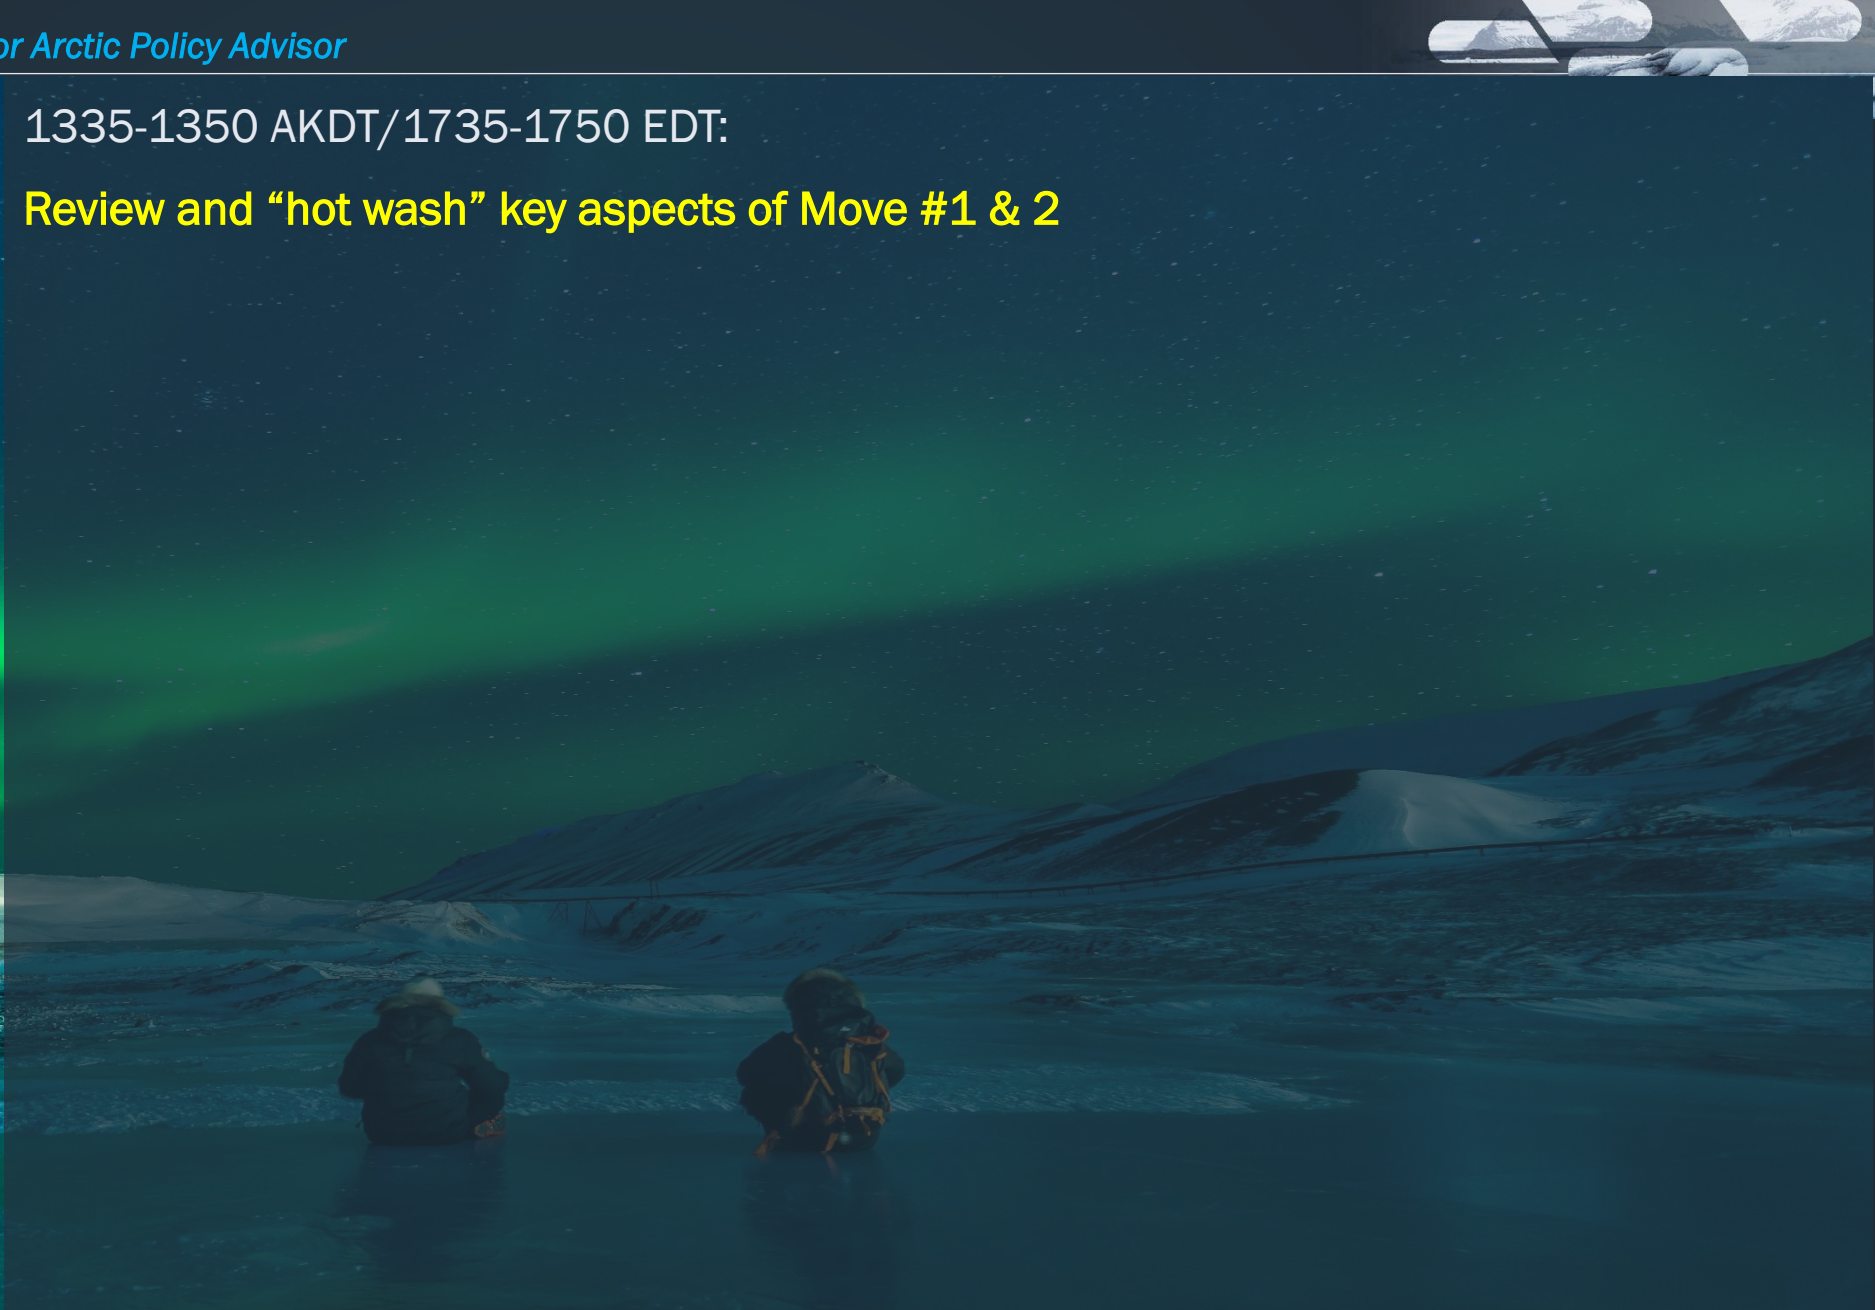 or Arctic Policy Advisor
1335-1350 AKDT/1735-1750 EDT:
Review and “hot wash” key aspects of Move #1 & 2